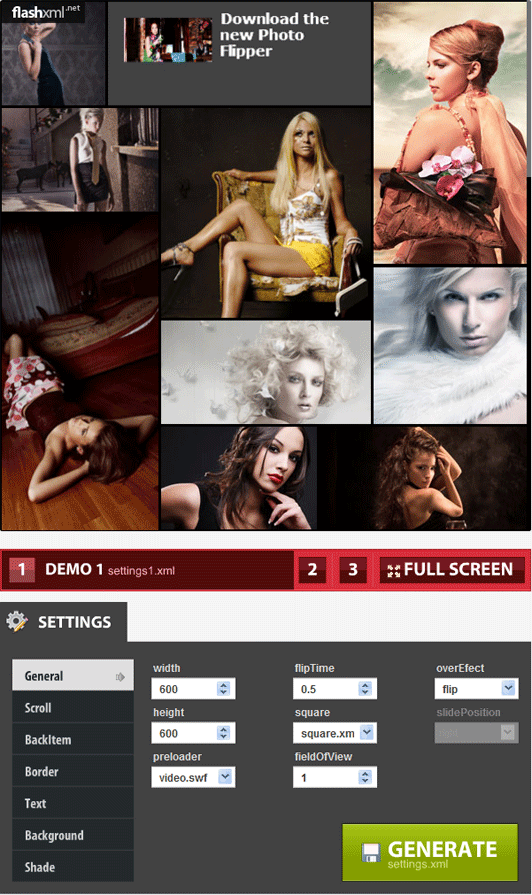 flashxml.net
Download the
new Photo
Flipper
1 DEMO 1 settings1.xml 2 3 FULL SCREEN
SETTINGS
General
Scroll
BackItem
Border
Text
Background
Shade
width
600
height
600
preloader
video.swf
flipTime
0.5
square
square.xm
fieldOfView
1
overEfect
flip
slidePosition
GENERATE
settings.xml